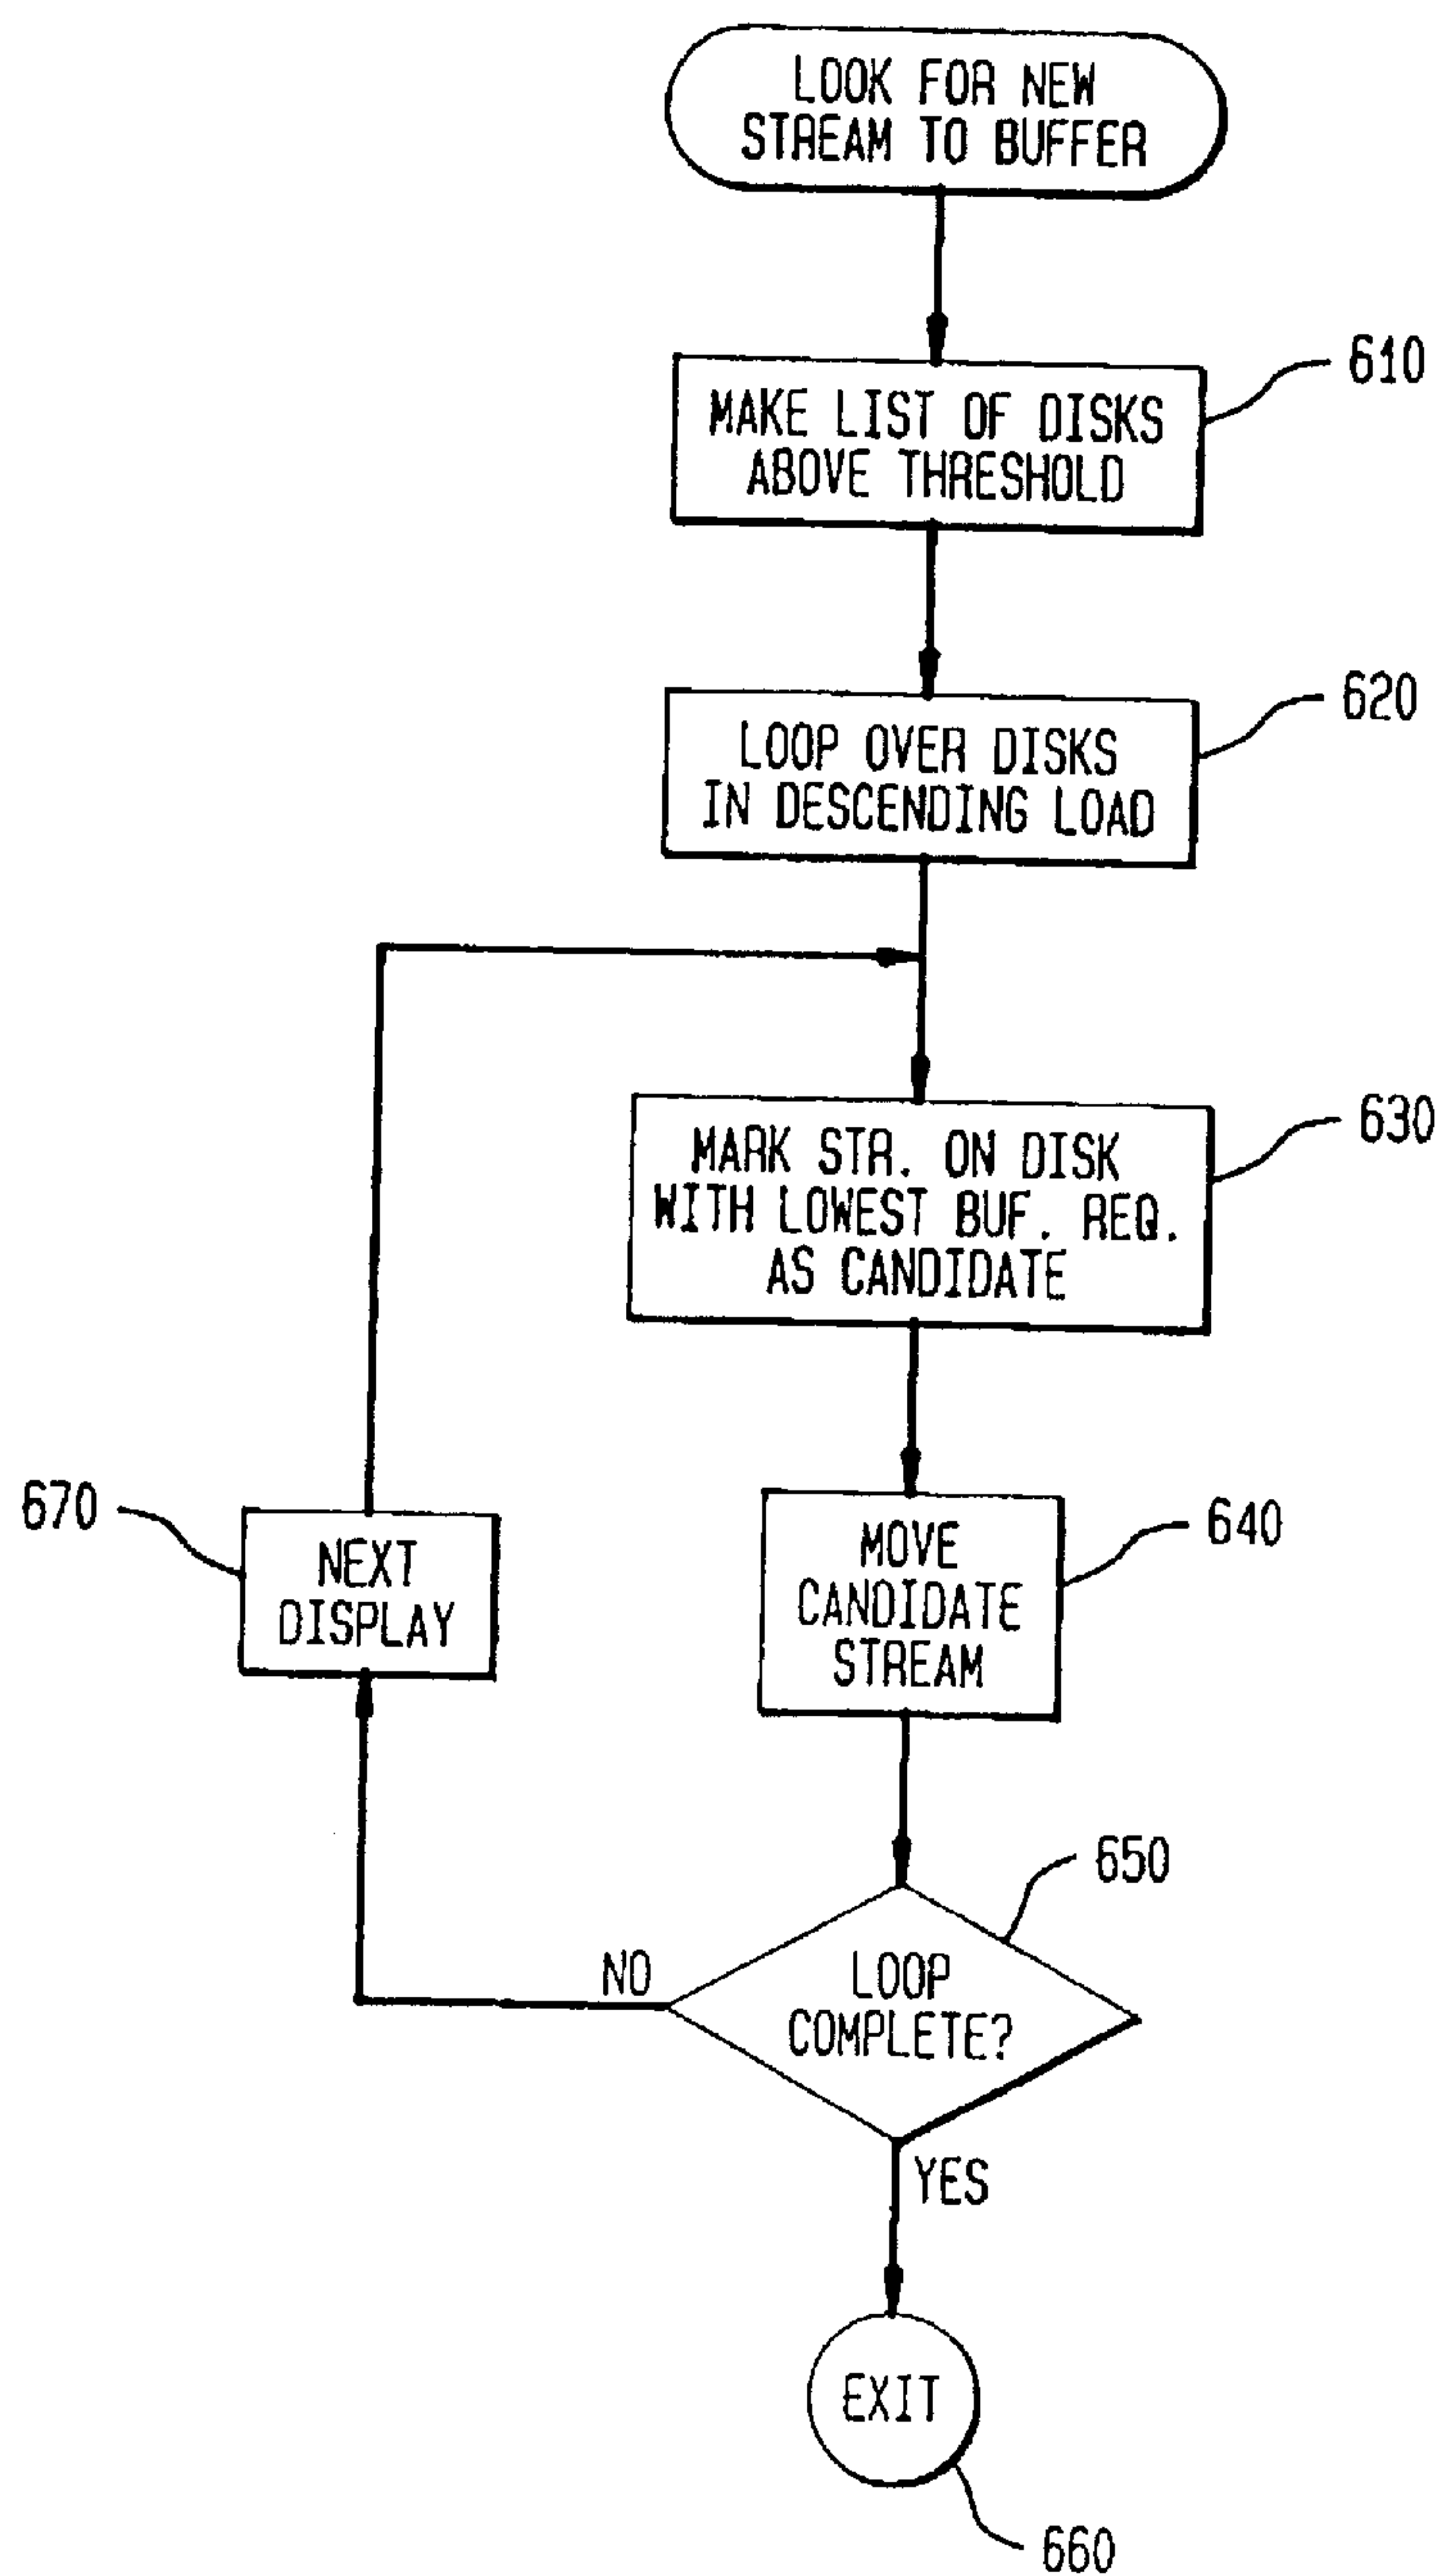 LOOK FOR NEW
STREAM TO BUFFER
610
MAKE LIST OF DISKS
ABOVE THRESHOLD
620
LOOP OVER DISKS
IN DESCENDING LOAD
630
MARK STR. ON DISK
WITH LOWEST BUF. REQ.
AS CANDIDATE
640
MOVE
CANDIDATE
STREAM
670
NEXT
DISPLAY
650
LOOP
COMPLETE?
NO
YES
EXIT
660